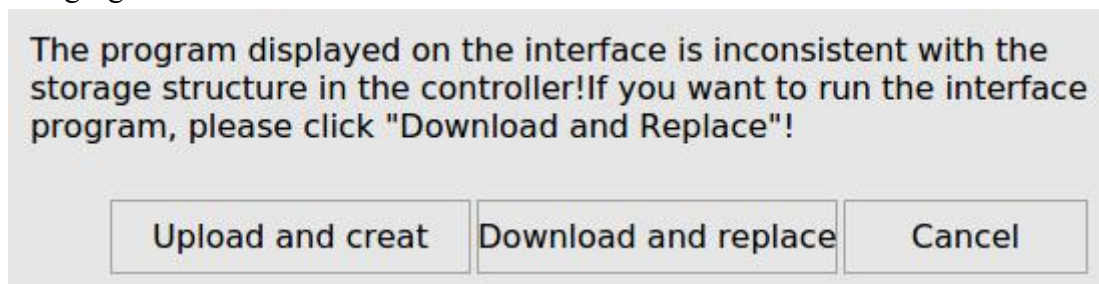 The program displayed on the interface is inconsistent with the
storage structure in the controller!If you want to run the interface
program, please click "Download and Replace"!
Upload and creat Download and replace Cancel